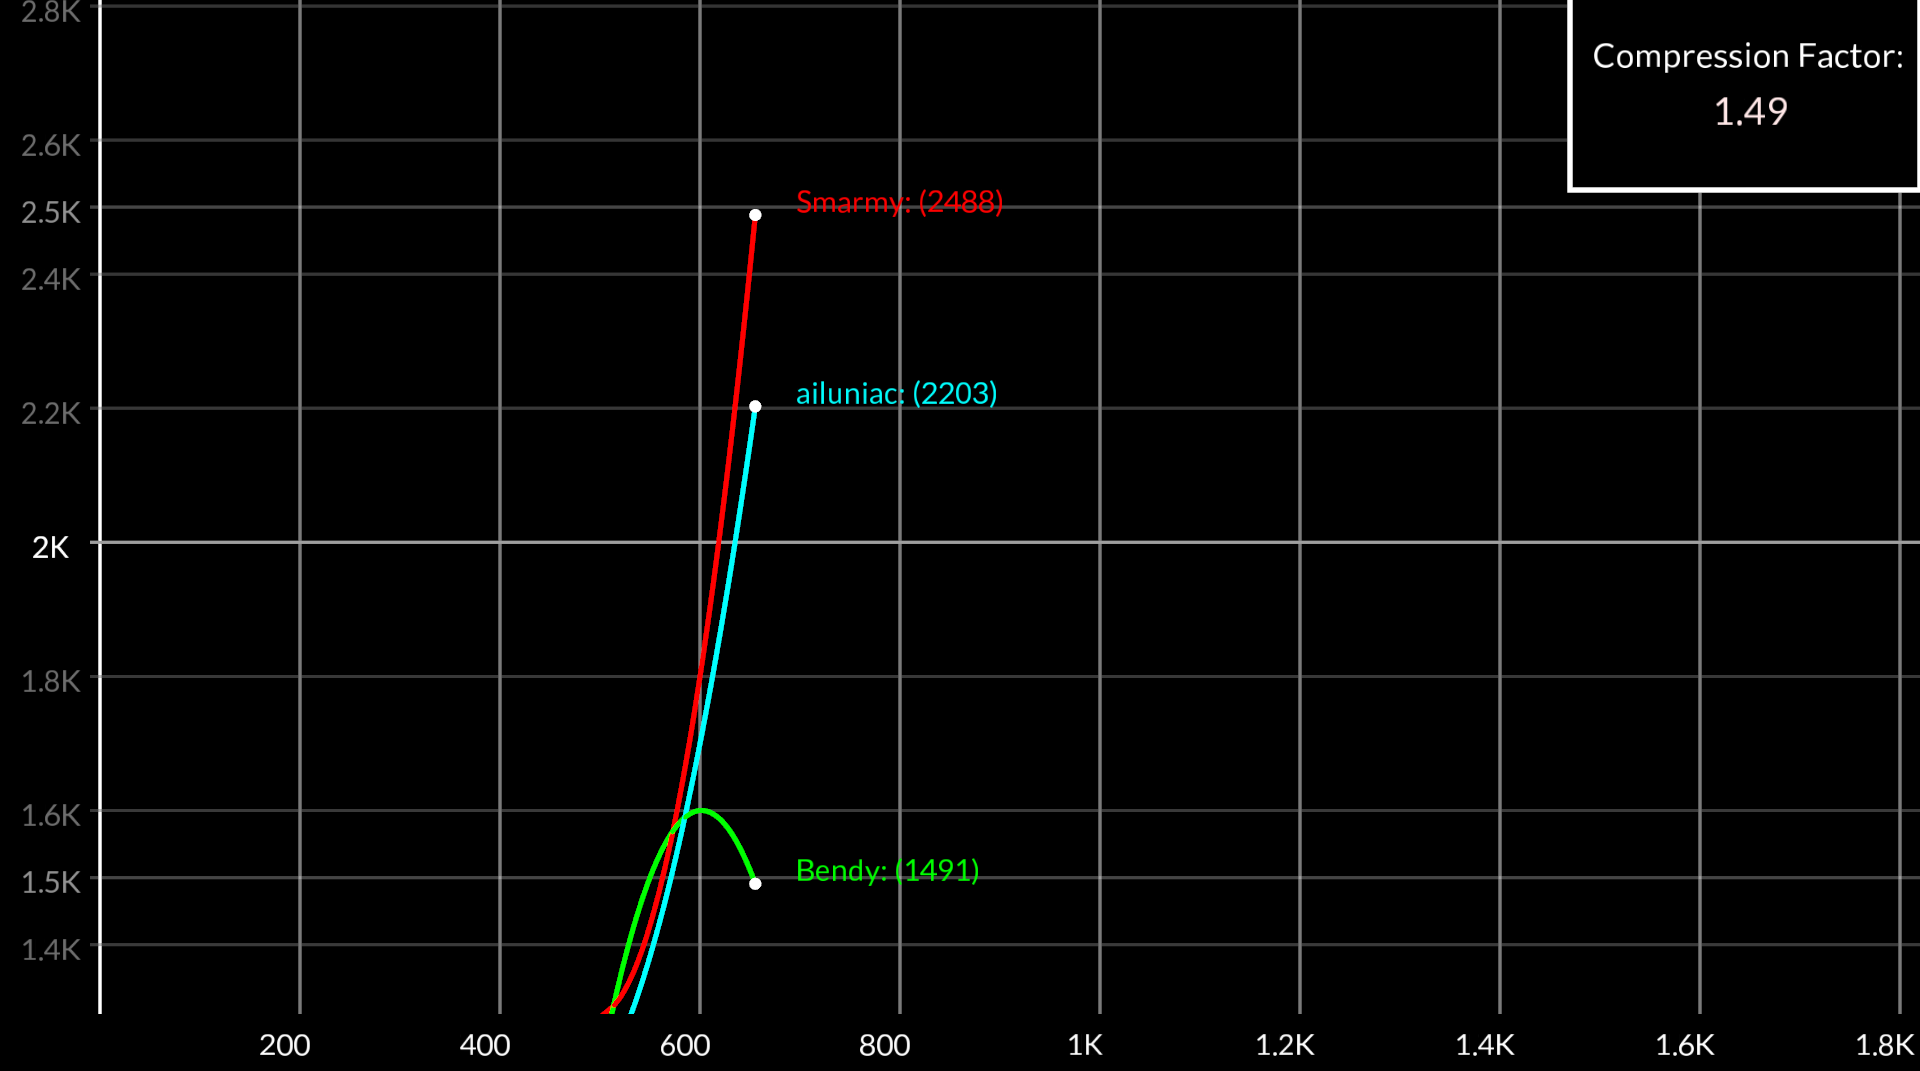 2.8K
Compression Factor:
1.49
2.6K
2.5K
Smarmy: (2488)
2.4K
ailuniac: (2203)
2.2K
2K
1.8K
1.6K
Bendy: (1491)
1.5K
1.4K
200 400 600 800 1K 1.2K 1.4K 1.6K 1.8K